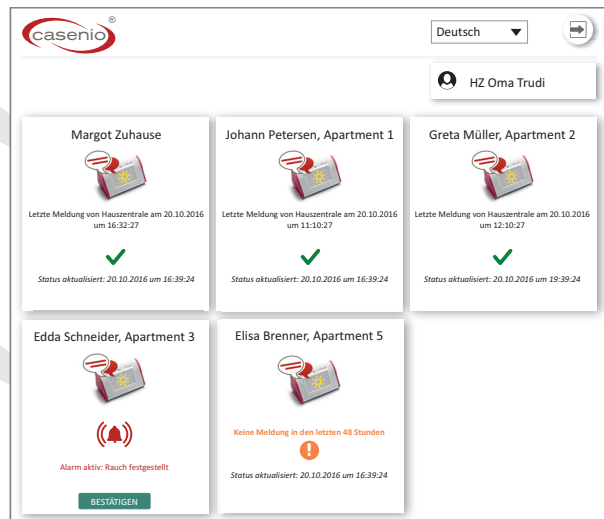 casenio®
Deutsch
HZ Oma Trudi
Margot Zuhause
Letzte Meldung von Hauszentrale am 20.10.2016
um 16:32:27
Status aktualisiert: 20.10.2016 um 16:39:24
Johann Petersen, Apartment 1
Letzte Meldung von Hauszentrale am 20.10.2016
um 11:10:27
Status aktualisiert: 20.10.2016 um 16:39:24
Greta Müller, Apartment 2
Letzte Meldung von Hauszentrale am 20.10.2016
um 12:10:27
Status aktualisiert: 20.10.2016 um 19:39:24
Edda Schneider, Apartment 3
Alarm aktiv: Rauch festgestellt
BESTÄTIGEN
Elisa Brenner, Apartment 5
Keine Meldung in den letzten 48 Stunden
Status aktualisiert: 20.10.2016 um 16:39:24